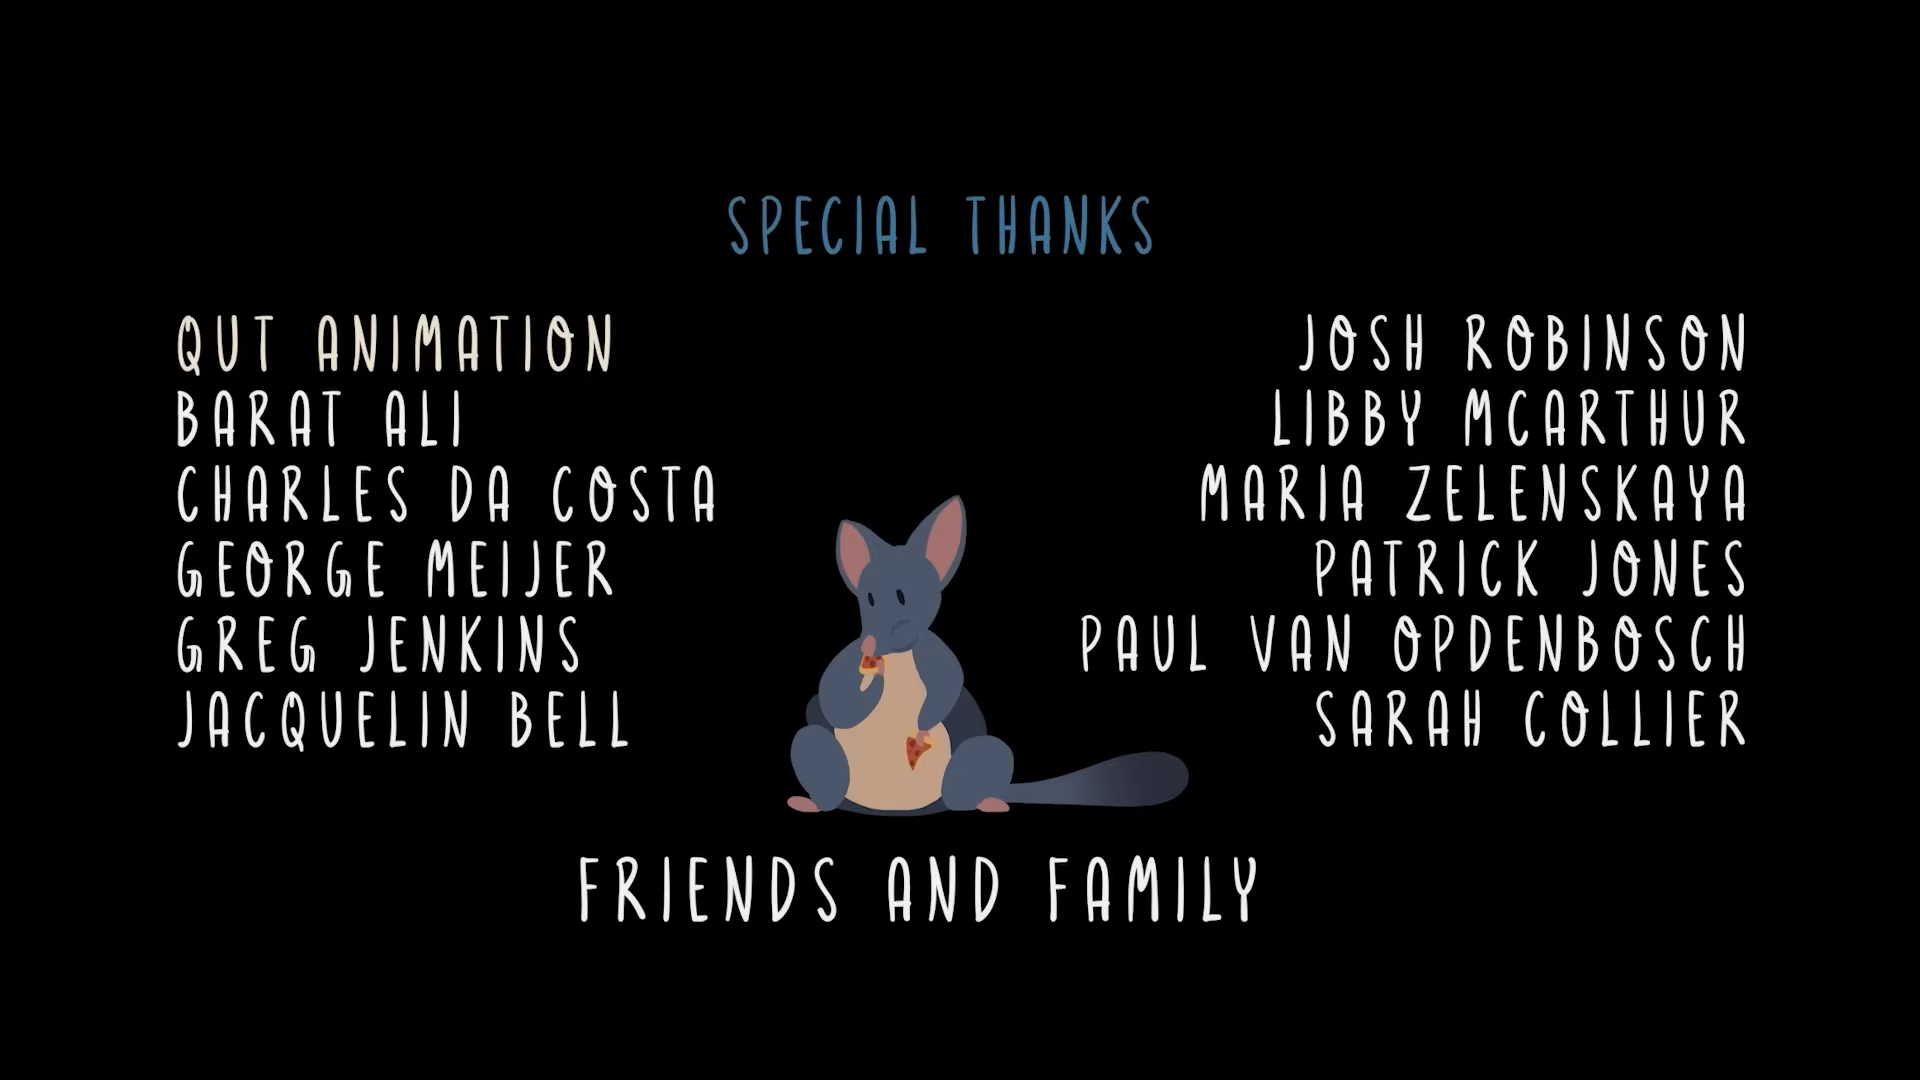 SPECIAL THANKS
QUT ANIMATION
BARAT ALI
CHARLES DA COSTA
GEORGE MEIJER
GREG JENKINS
JACQUELIN BELL
JOSH ROBINSON
LIBBY MCARTHUR
MARIA ZELENSKAYA
PATRICK JONES
PAUL VAN OPDENBOSCH
SARAH COLLIER
FRIENDS AND FAMILY